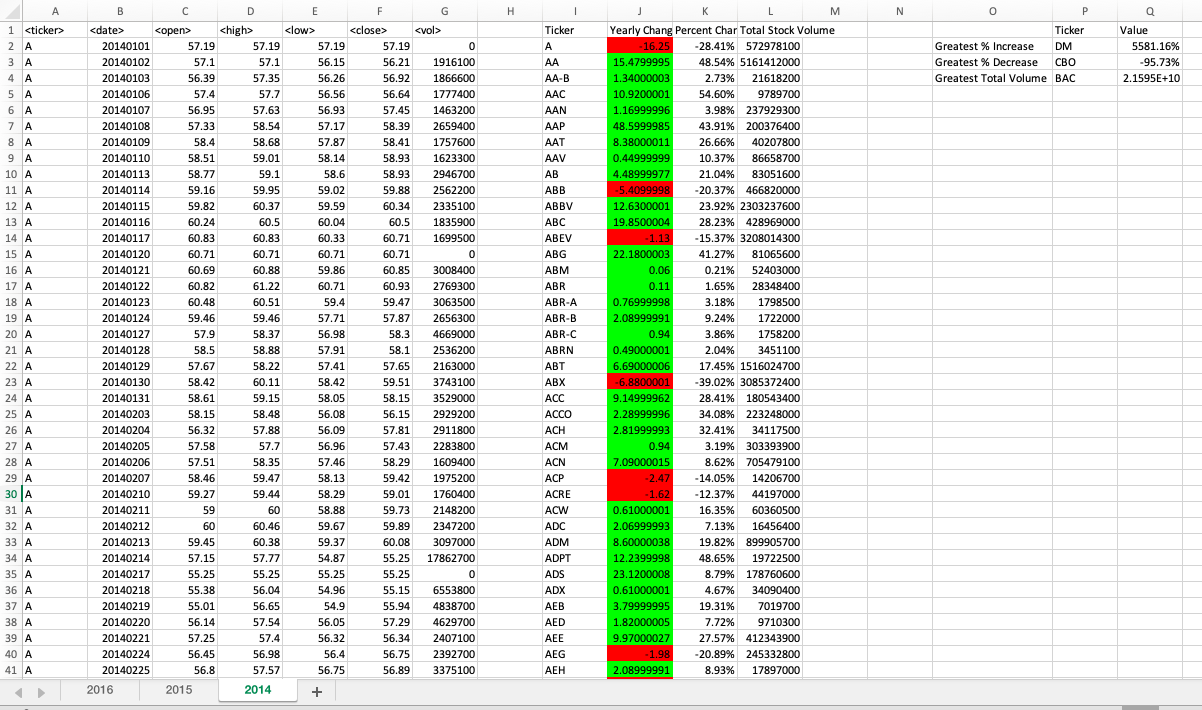 A B C D E F G H I J K L M N O P Q
1 <ticker> <date> <open> <high> <low> <close> <vol> Ticker Yearly Chang Percent Char Total Stock Volume Ticker Value
2 A 20140101 57.19 57.19 57.19 57.19 0 A -16.25 -28.41% 572978100 Greatest % Increase DM 5581.16%
3 A 20140102 57.1 57.1 56.15 56.21 1916100 AA 15.4799995 48.54% 5161412000 Greatest % Decrease CBO -95.73%
4 A 20140103 56.39 57.35 56.26 56.92 1866600 AA-B 1.34000003 2.73% 21618200 Greatest Total Volume BAC 2.1595E+10
5 A 20140106 57.4 57.7 56.56 56.64 1777400 AAC 10.9200001 54.60% 9789700
6 A 20140107 56.95 57.63 56.93 57.45 1463200 AAN 1.16999996 3.98% 237929300
7 A 20140108 57.33 58.54 57.17 58.39 2659400 AAP 48.5999985 43.91% 200376400
8 A 20140109 58.4 58.68 57.87 58.41 1757600 AAT 8.38000011 26.66% 40207800
9 A 20140110 58.51 59.01 58.14 58.93 1623300 AAV 0.44999999 10.37% 86658700
10 A 20140113 58.77 59.1 58.6 58.93 2946700 AB 4.48999977 21.04% 83051600
11 A 20140114 59.16 59.95 59.02 59.88 2562200 ABB -5.4099998 -20.37% 466820000
12 A 20140115 59.82 60.37 59.59 60.34 2335100 ABBV 12.6300001 23.92% 2303237600
13 A 20140116 60.24 60.5 60.04 60.5 1835900 ABC 19.8500004 28.23% 428969000
14 A 20140117 60.83 60.83 60.33 60.71 1699500 ABEV -1.13 -15.37% 3208014300
15 A 20140120 60.71 60.71 60.71 60.71 0 ABG 22.1800003 41.27% 81065600
16 A 20140121 60.69 60.88 59.86 60.85 3008400 ABM 0.06 0.21% 52403000
17 A 20140122 60.82 61.22 60.71 60.93 2769300 ABR 0.11 1.65% 28348400
18 A 20140123 60.48 60.51 59.4 59.47 3063500 ABR-A 0.76999998 3.18% 1798500
19 A 20140124 59.46 59.46 57.71 57.87 2656300 ABR-B 2.08999991 9.24% 1722000
20 A 20140127 57.9 58.37 56.98 58.3 4669000 ABR-C 0.94 3.86% 1758200
21 A 20140128 58.5 58.88 57.91 58.1 2536200 ABRN 0.49000001 2.04% 3451100
22 A 20140129 57.67 58.22 57.41 57.65 2163000 ABT 6.69000006 17.45% 1516024700
23 A 20140130 58.42 60.11 58.42 59.51 3743100 ABX -6.8800001 -39.02% 3085372400
24 A 20140131 58.61 59.15 58.05 58.15 3529000 ACC 9.14999962 28.41% 180543400
25 A 20140203 58.15 58.48 56.08 56.15 2929200 ACCO 2.28999996 34.08% 223248000
26 A 20140204 56.32 57.88 56.09 57.81 2911800 ACH 2.81999993 32.41% 34117500
27 A 20140205 57.58 57.7 56.96 57.43 2283800 ACM 0.94 3.19% 303393900
28 A 20140206 57.51 58.35 57.46 58.29 1609400 ACN 7.09000015 8.62% 705479100
29 A 20140207 58.46 59.47 58.13 59.42 1975200 ACP -2.47 -14.05% 14206700
30 A 20140210 59.27 59.44 58.29 59.01 1760400 ACRE -1.62 -12.37% 44197000
31 A 20140211 59 60 58.88 59.73 2148200 ACW 0.61000001 16.35% 60360500
32 A 20140212 60 60.46 59.67 59.89 2347200 ADC 2.06999993 7.13% 16456400
33 A 20140213 59.45 60.38 59.37 60.08 3097000 ADM 8.60000038 19.82% 899905700
34 A 20140214 57.15 57.77 54.87 55.25 17862700 ADPT 12.2399998 48.65% 19722500
35 A 20140217 55.25 55.25 55.25 55.25 0 ADS 23.1200008 8.79% 178760600
36 A 20140218 55.38 56.04 54.96 55.15 6553800 ADX 0.61000001 4.67% 34090400
37 A 20140219 55.01 56.65 54.9 55.94 4838700 AEB 3.79999995 19.31% 7019700
38 A 20140220 56.14 57.54 56.05 57.29 4629700 AED 1.82000005 7.72% 9710300
39 A 20140221 57.25 57.4 56.32 56.34 2407100 AEE 9.97000027 27.57% 412343900
40 A 20140224 56.45 56.98 56.4 56.75 2392700 AEG -1.98 -20.89% 245332800
41 A 20140225 56.8 57.57 56.75 56.89 3375100 AEH 2.08999991 8.93% 17897000
2016 2015 2014 +